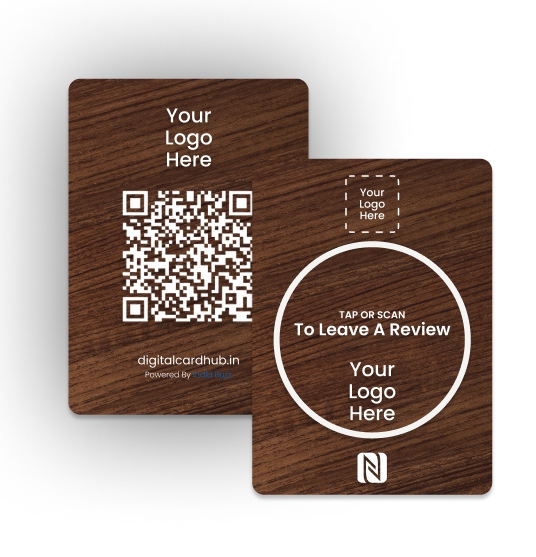 Your
Logo
Here
digitalcardhub.in
Powered By
Your
Logo
Here
TAP OR SCAN
To Leave A Review
Your
Logo
Here